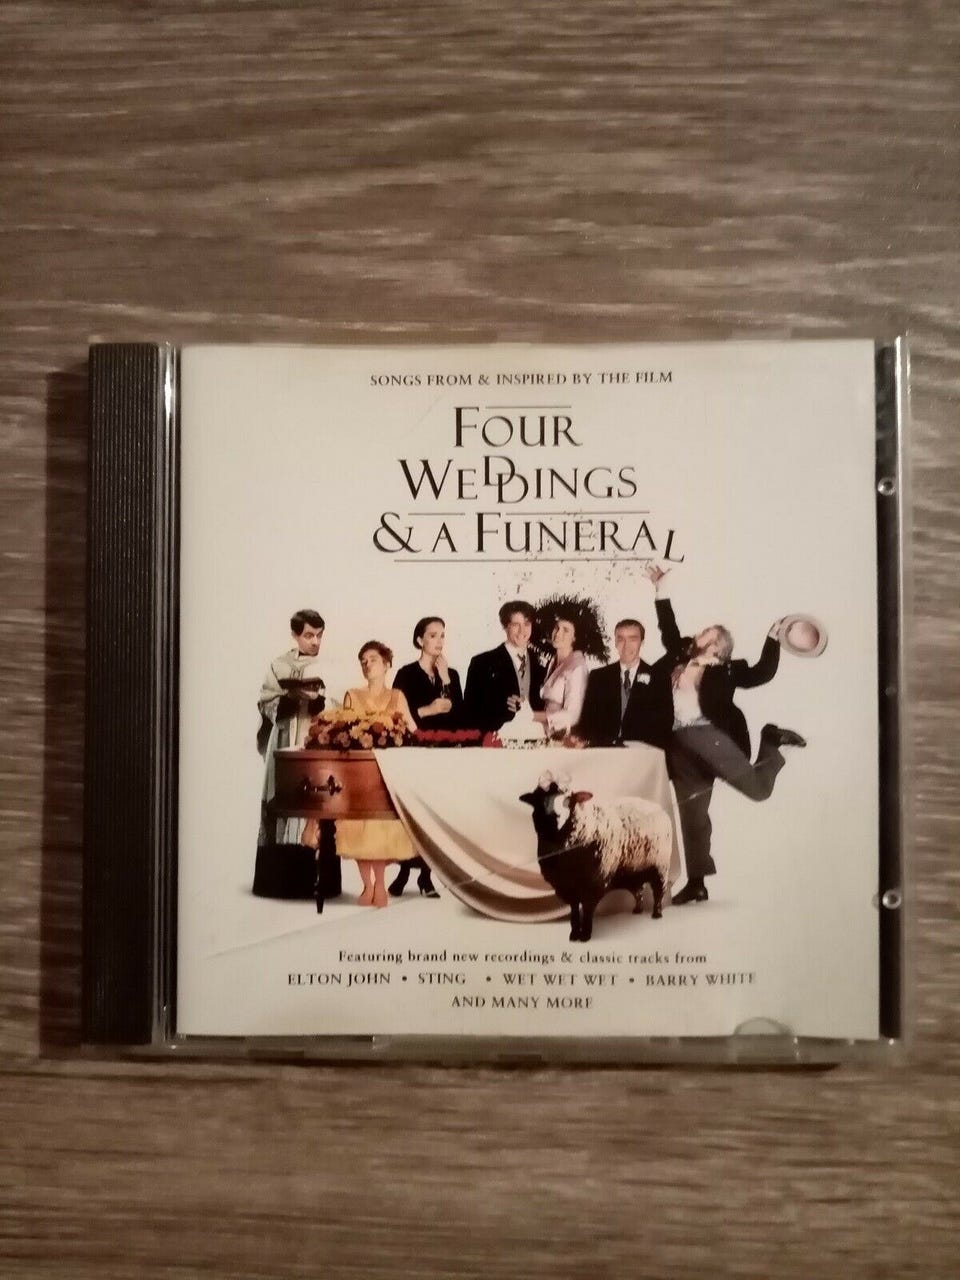 SONGS FROM & INSPIRED BY THE FILM
FOUR
WEDDINGS
& A FUNERAL
Featuring brand new recordings & classic tracks from
ELTON JOHN • STING • WET WET WET • BARRY WHITE
AND MANY MORE